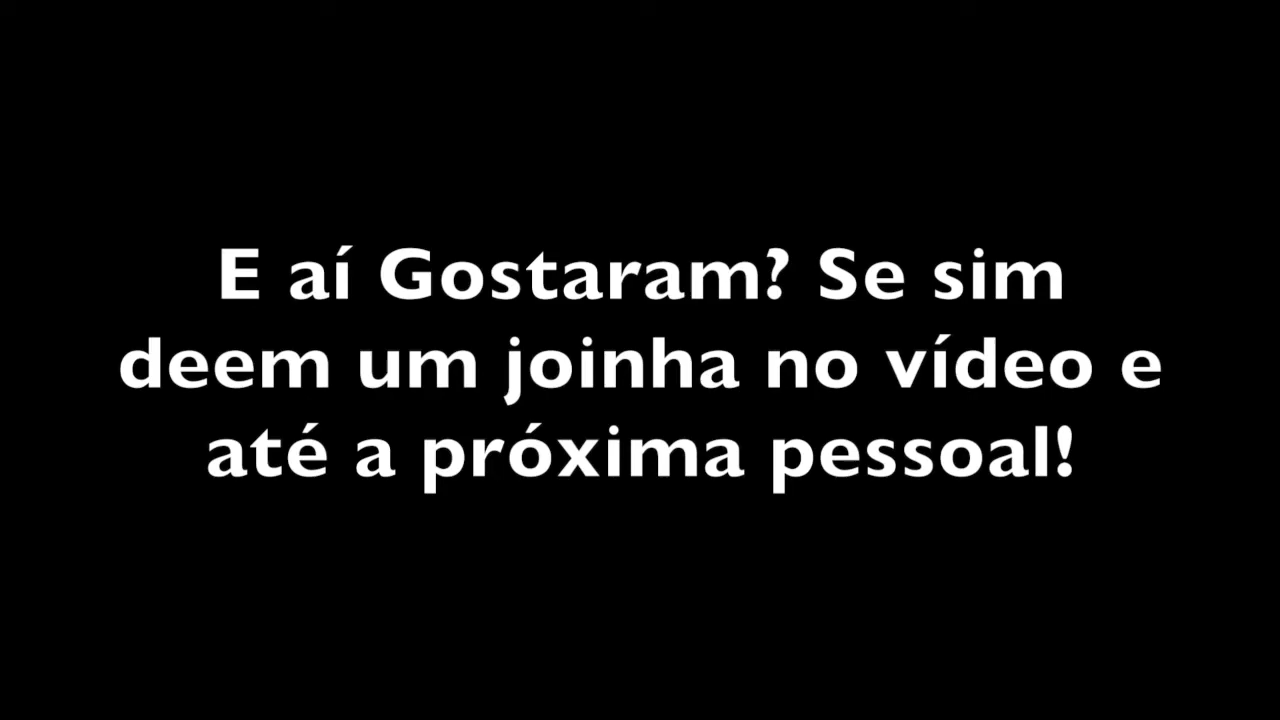 E aí Gostaram? Se sim
deem um joinha no vídeo e
até a próxima pessoal!